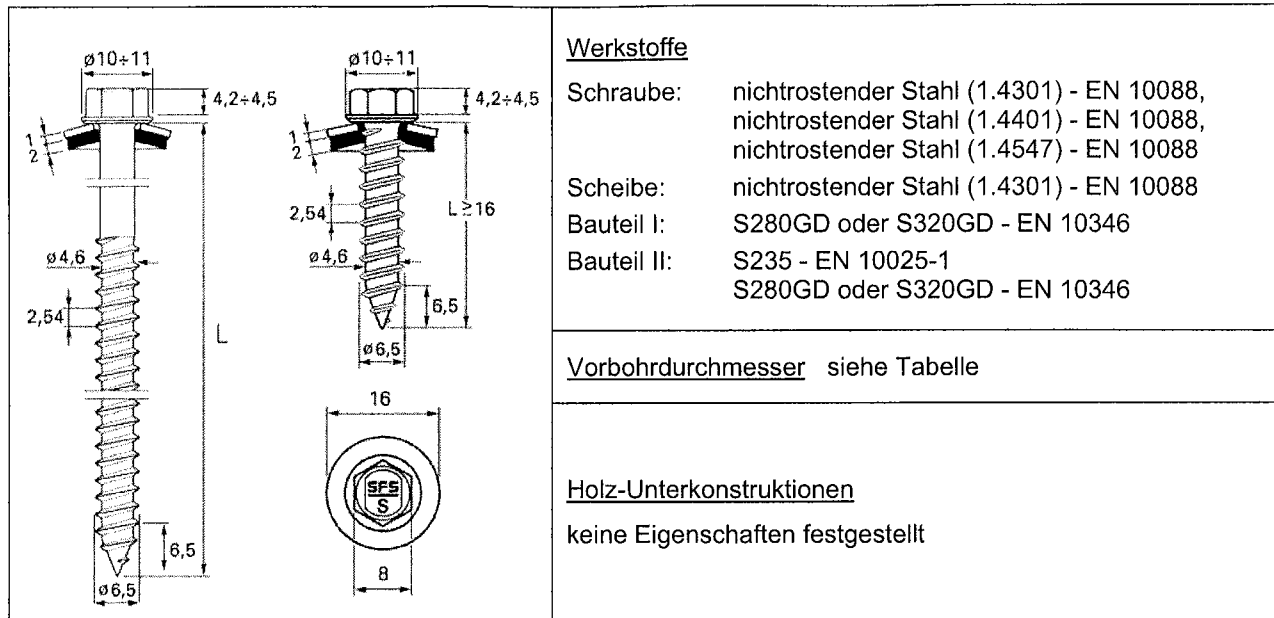 ø10÷11
4,2÷4,5
1
2
ø4,6
2,54
L
6,5
ø6,5
ø10÷11
4,2÷4,5
1
2
2,54
L≥16
ø4,6
6,5
ø6,5
16
SFS
S
8
Werkstoffe
Schraube: nichtrostender Stahl (1.4301) - EN 10088,
nichtrostender Stahl (1.4401) - EN 10088,
nichtrostender Stahl (1.4547) - EN 10088
Scheibe: nichtrostender Stahl (1.4301) - EN 10088
Bauteil I: S280GD oder S320GD - EN 10346
Bauteil II: S235 - EN 10025-1
S280GD oder S320GD - EN 10346
Vorbohrdurchmesser siehe Tabelle
Holz-Unterkonstruktionen
keine Eigenschaften festgestellt